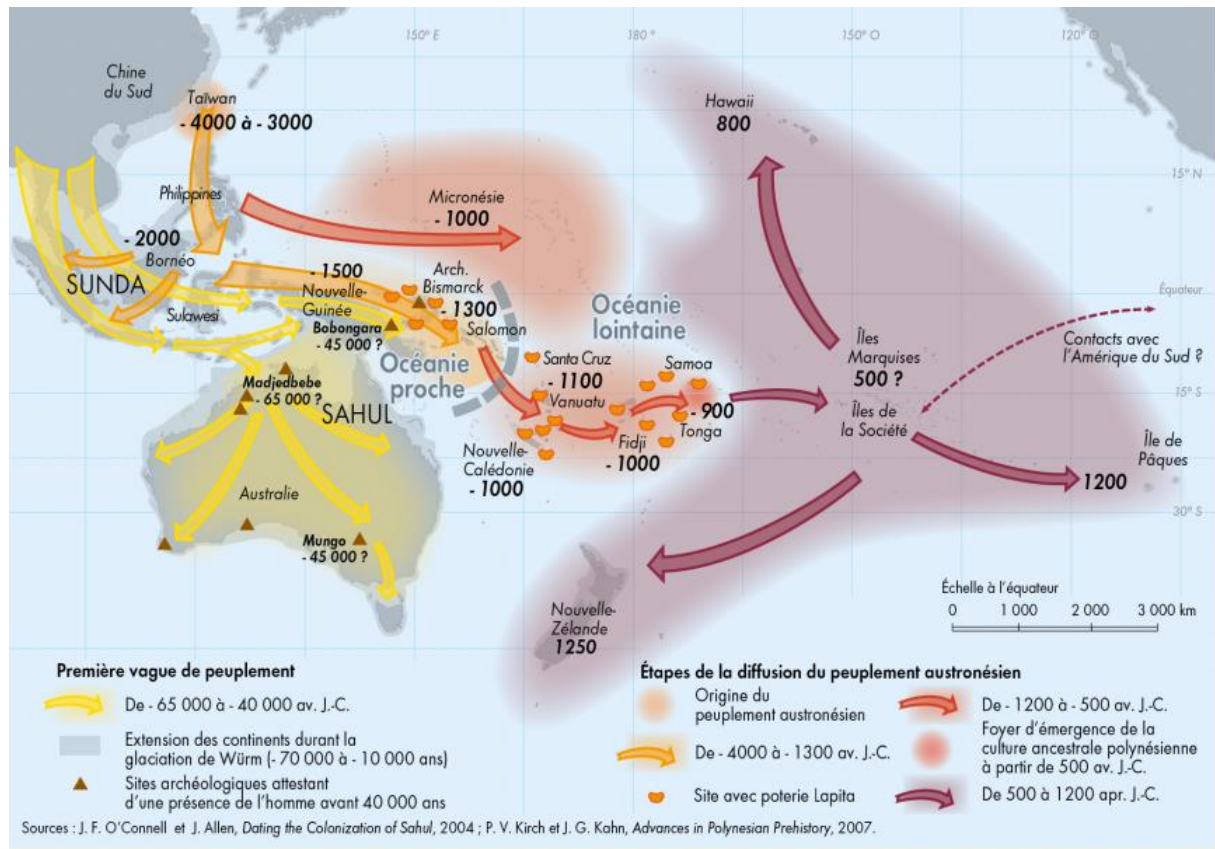 150° E
180°
150° O
120° O
Chine
du Sud
Taïwan
- 4000 à - 3000
Hawaii
800
15° N
Philippines
Micronésie
- 1000
- 2000
Bornéo
SUNDA
- 1500
Nouvelle-
Guinée
Arch.
Bismarck
- 1300
Équateur
Sulawesi
Bobongara
- 45 000 ?
Salomon
Océanie
proche
Océanie
lointaine
Îles
Marquises
500 ?
Contacts avec
l'Amérique du Sud ?
Santa Cruz
- 1100
Vanuatu
Samoa
- 900
Tonga
15° S
Madjedbebe
- 65 000 ?
SAHUL
Îles de
la Société
Fidji
- 1000
Nouvelle-
Calédonie
- 1000
Île de
Pâques
1200
Australie
30° S
Mungo
- 45 000 ?
Nouvelle-
Zélande
1250
Échelle à l'équateur
0 1 000 2 000 3 000 km
Première vague de peuplement
De - 65 000 à - 40 000 av. J.-C.
Extension des continents durant la
glaciation de Würm (- 70 000 à - 10 000 ans)
Sites archéologiques attestant
d'une présence de l'homme avant 40 000 ans
Étapes de la diffusion du peuplement austronésien
Origine du
peuplement austronésien
De - 4000 à - 1300 av. J.-C.
Site avec poterie Lapita
De - 1200 à - 500 av. J.-C.
Foyer d'émergence de la
culture ancestrale polynésienne
à partir de 500 av. J.-C.
De 500 à 1200 apr. J.-C.
Sources : J. F. O'Connell et J. Allen, Dating the Colonization of Sahul, 2004 ; P. V. Kirch et J. G. Kahn, Advances in Polynesian Prehistory, 2007.